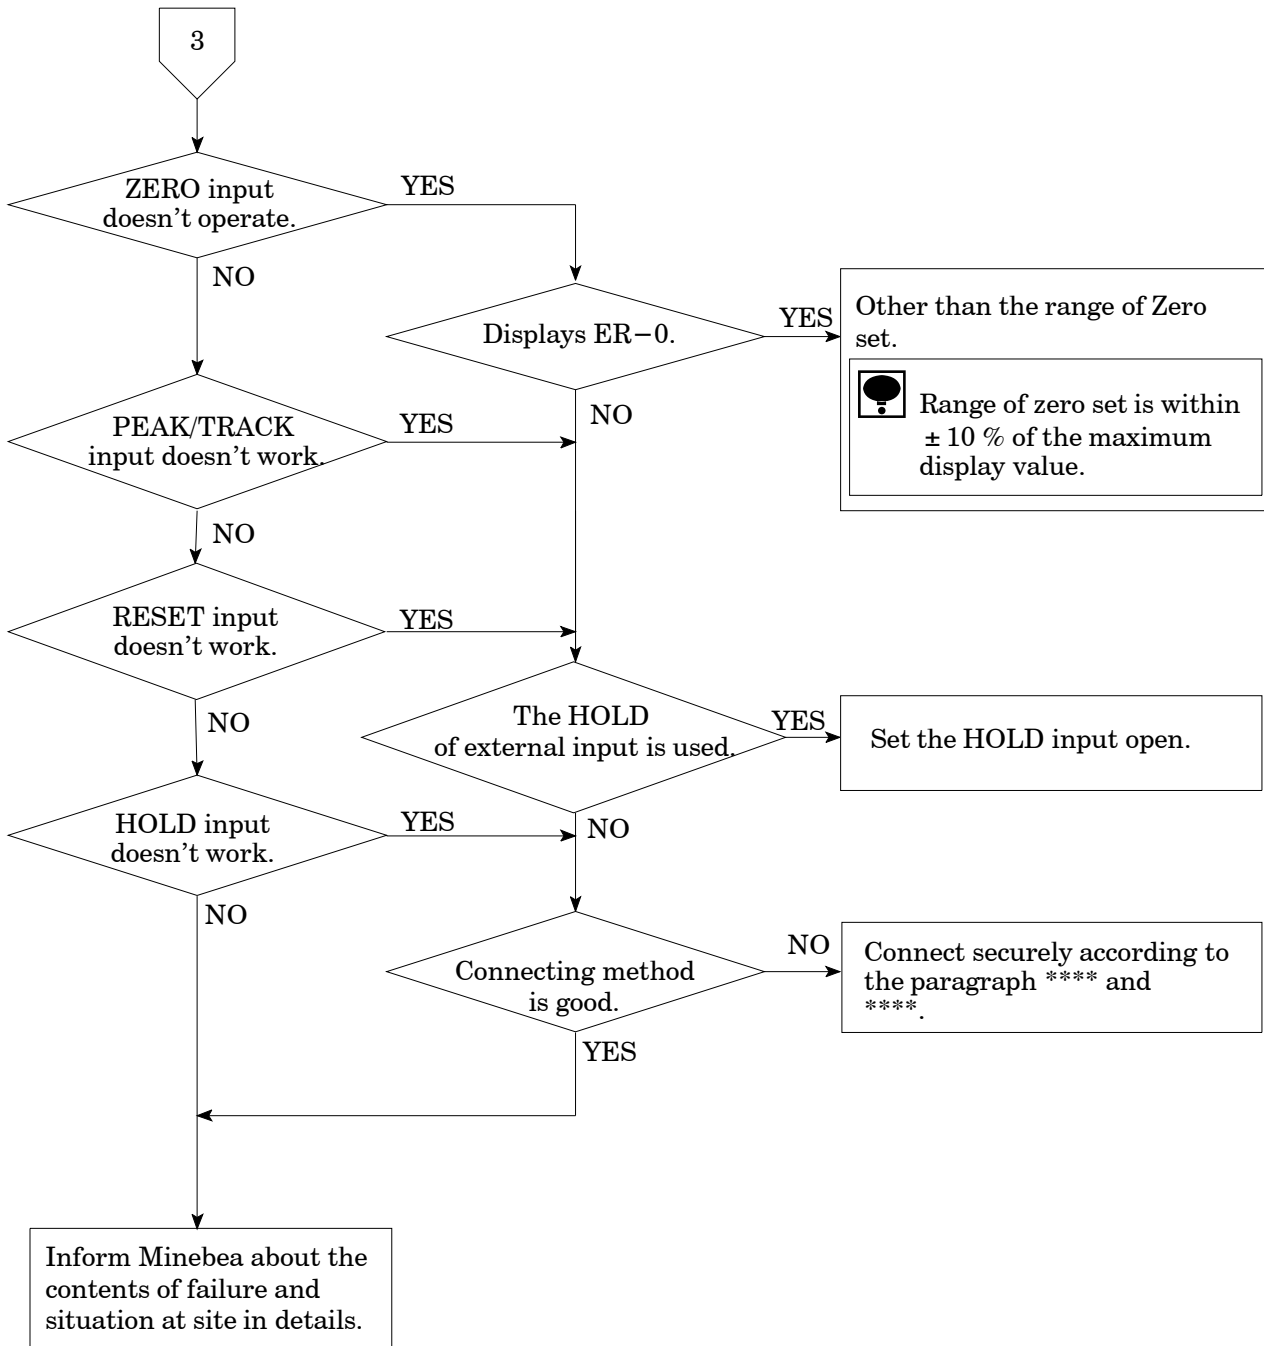 3
ZERO input
doesn't operate.
YES
NO
Displays ER−0.
YES
NO
Other than the range of Zero
set.
Range of zero set is within
± 10 % of the maximum
display value.
PEAK/TRACK
input doesn't work.
YES
NO
RESET input
doesn't work.
YES
NO
The HOLD
of external input is used.
YES
NO
Set the HOLD input open.
HOLD input
doesn't work.
YES
NO
Connecting method
is good.
NO
YES
Connect securely according to
the paragraph **** and
****.
Inform Minebea about the
contents of failure and
situation at site in details.